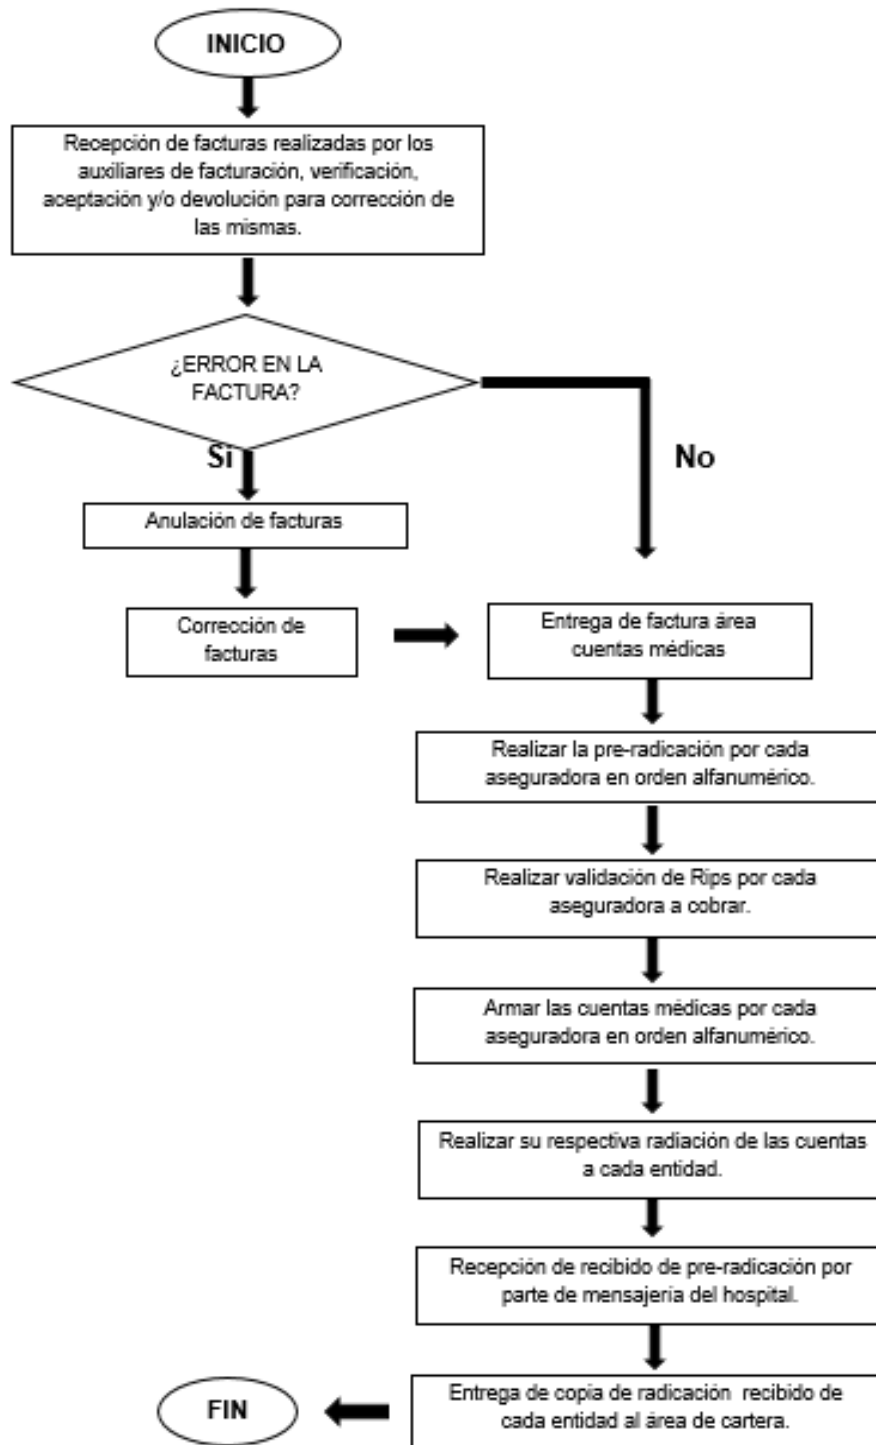 INICIO
Recepción de facturas realizadas por los
auxiliares de facturación, verificación,
aceptación y/o devolución para corrección de
las mismas.
¿ERROR EN LA
FACTURA?
Si
No
Anulación de facturas
Corrección de
facturas
Entrega de factura área
cuentas médicas
Realizar la pre-radicación por cada
aseguradora en orden alfanumérico.
Realizar validación de Rips por cada
aseguradora a cobrar.
Armar las cuentas médicas por cada
aseguradora en orden alfanumérico.
Realizar su respectiva radiación de las cuentas
a cada entidad.
Recepción de recibido de pre-radicación por
parte de mensajería del hospital.
Entrega de copia de radicación recibido de
cada entidad al área de cartera.
FIN